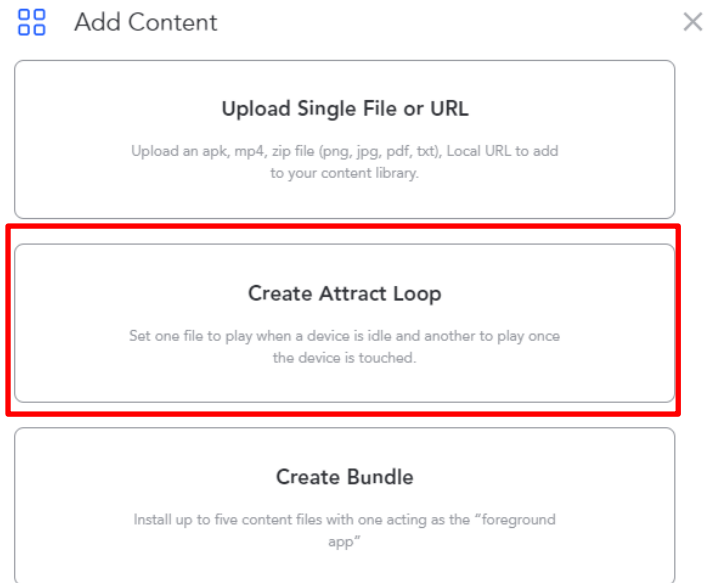 Add Content
Upload Single File or URL
Upload an apk, mp4, zip file (png, jpg, pdf, txt), Local URL to add
to your content library.
Create Attract Loop
Set one file to play when a device is idle and another to play once
the device is touched.
Create Bundle
Install up to five content files with one acting as the “foreground
app”